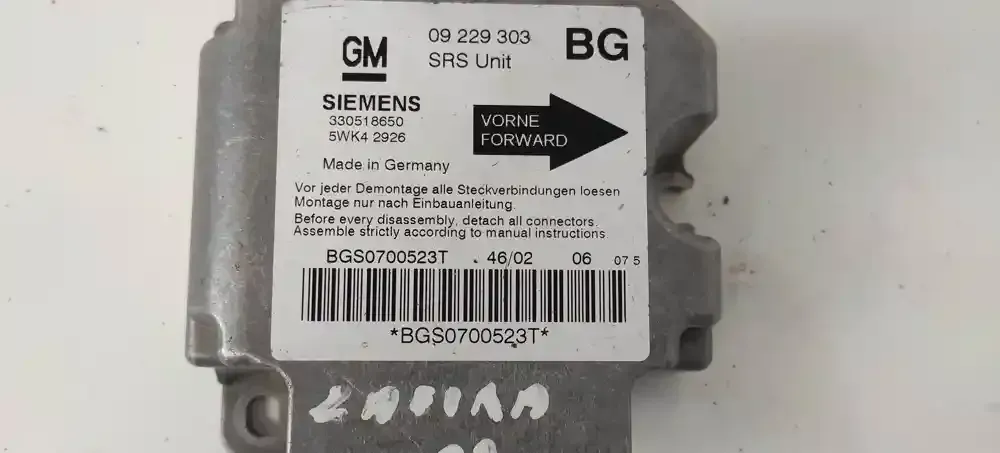 GM
09 229 303
BG
SRS Unit
SIEMENS
330518650
5WK4 2926
VORNE
FORWARD
Made in Germany
Vor jeder Demontage alle Steckverbindungen loesen
Montage nur nach Einbauanleitung.
Before every disassembly, detach all connectors.
Assemble strictly according to manual instructions.
BGS0700523T . 46/02 06 07 5
*BGS0700523T*
ZAFIRA